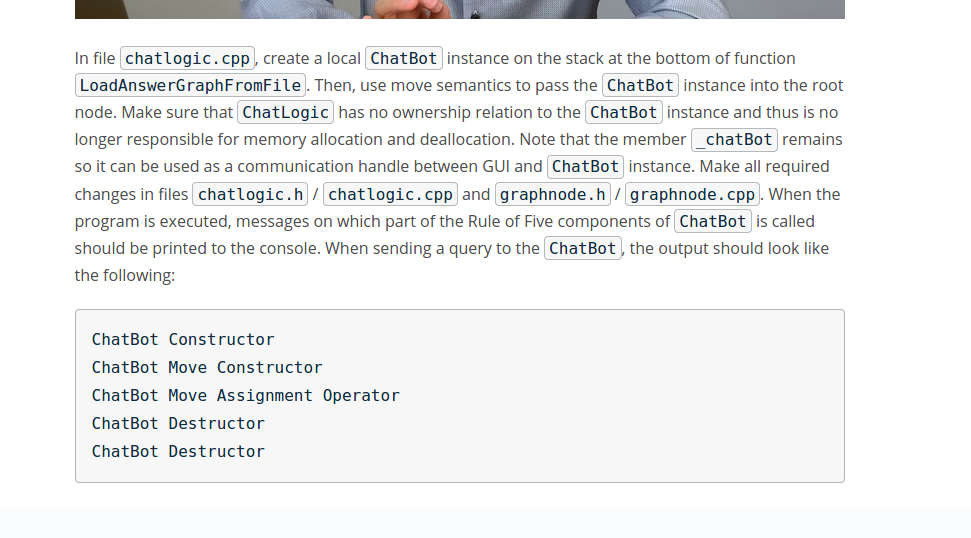 In file chatlogic.cpp, create a local ChatBot instance on the stack at the bottom of function
LoadAnswerGraphFromFile. Then, use move semantics to pass the ChatBot instance into the root
node. Make sure that ChatLogic has no ownership relation to the ChatBot instance and thus is no
longer responsible for memory allocation and deallocation. Note that the member _chatBot remains
so it can be used as a communication handle between GUI and ChatBot instance. Make all required
changes in files chatlogic.h / chatlogic.cpp and graphnode.h / graphnode.cpp. When the
program is executed, messages on which part of the Rule of Five components of ChatBot is called
should be printed to the console. When sending a query to the ChatBot, the output should look like
the following:
ChatBot Constructor
ChatBot Move Constructor
ChatBot Move Assignment Operator
ChatBot Destructor
ChatBot Destructor